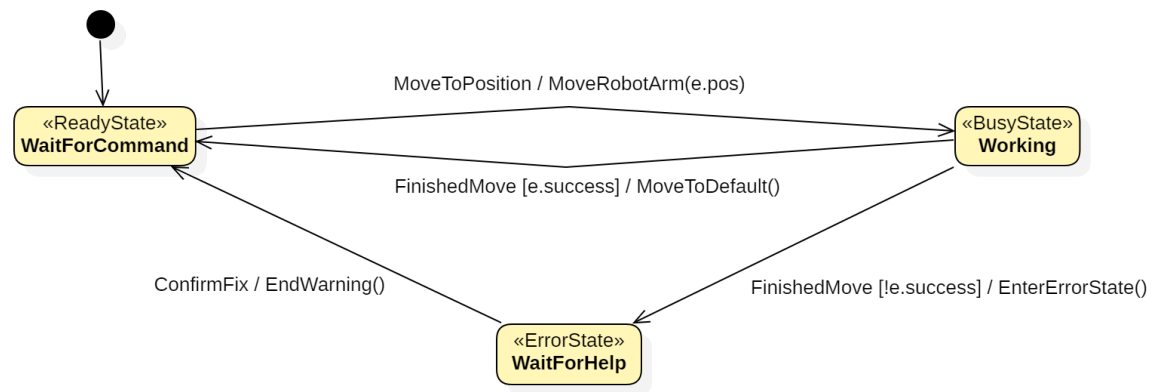 MoveToPosition / MoveRobotArm(e.pos)
«ReadyState»
WaitForCommand
«BusyState»
Working
FinishedMove [e.success] / MoveToDefault()
ConfirmFix / EndWarning()
FinishedMove [!e.success] / EnterErrorState()
«ErrorState»
WaitForHelp